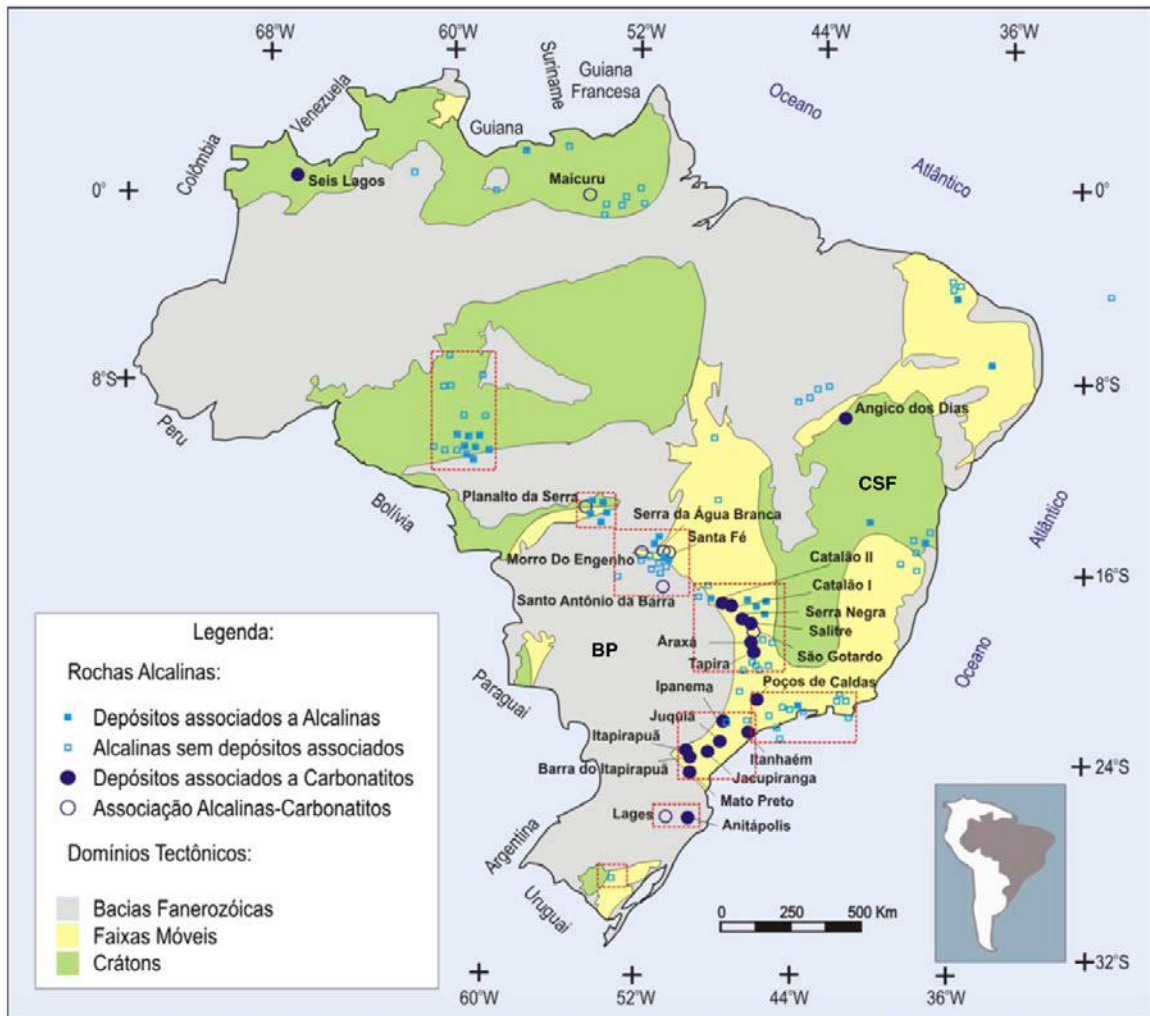 68°W
60°W
52°W
44°W
36°W
Suriname
Guiana
Francesa
Oceano
Atlântico
Venezuela
Guiana
Colômbia
Seis Lagos
Maicuru
0°
0°
8°S
8°S
Peru
Angico dos Dias
CSF
Bolívia
Planalto da Serra
Serra da Água Branca
Santa Fé
Atlântico
Morro Do Engenho
Catalão II
16°S
Catalão I
Santo Antônio da Barra
Serra Negra
Salitre
Araxá
São Gotardo
BP
Tapira
Oceano
Poços de Caldas
Paraguai
Ipanema
Juquiá
Itapirapuã
Itanhaém
Barra do Itapirapuã
Jacupiranga
24°S
Mato Preto
Lages
Anitápolis
Argentina
Uruguai
0
250
500 Km
32°S
60°W
52°W
44°W
36°W
Legenda:
Rochas Alcalinas:
Depósitos associados a Alcalinas
Alcalinas sem depósitos associados
Depósitos associados a Carbonatitos
Associação Alcalinas-Carbonatitos
Domínios Tectônicos:
Bacias Fanerozóicas
Faixas Móveis
Crátons